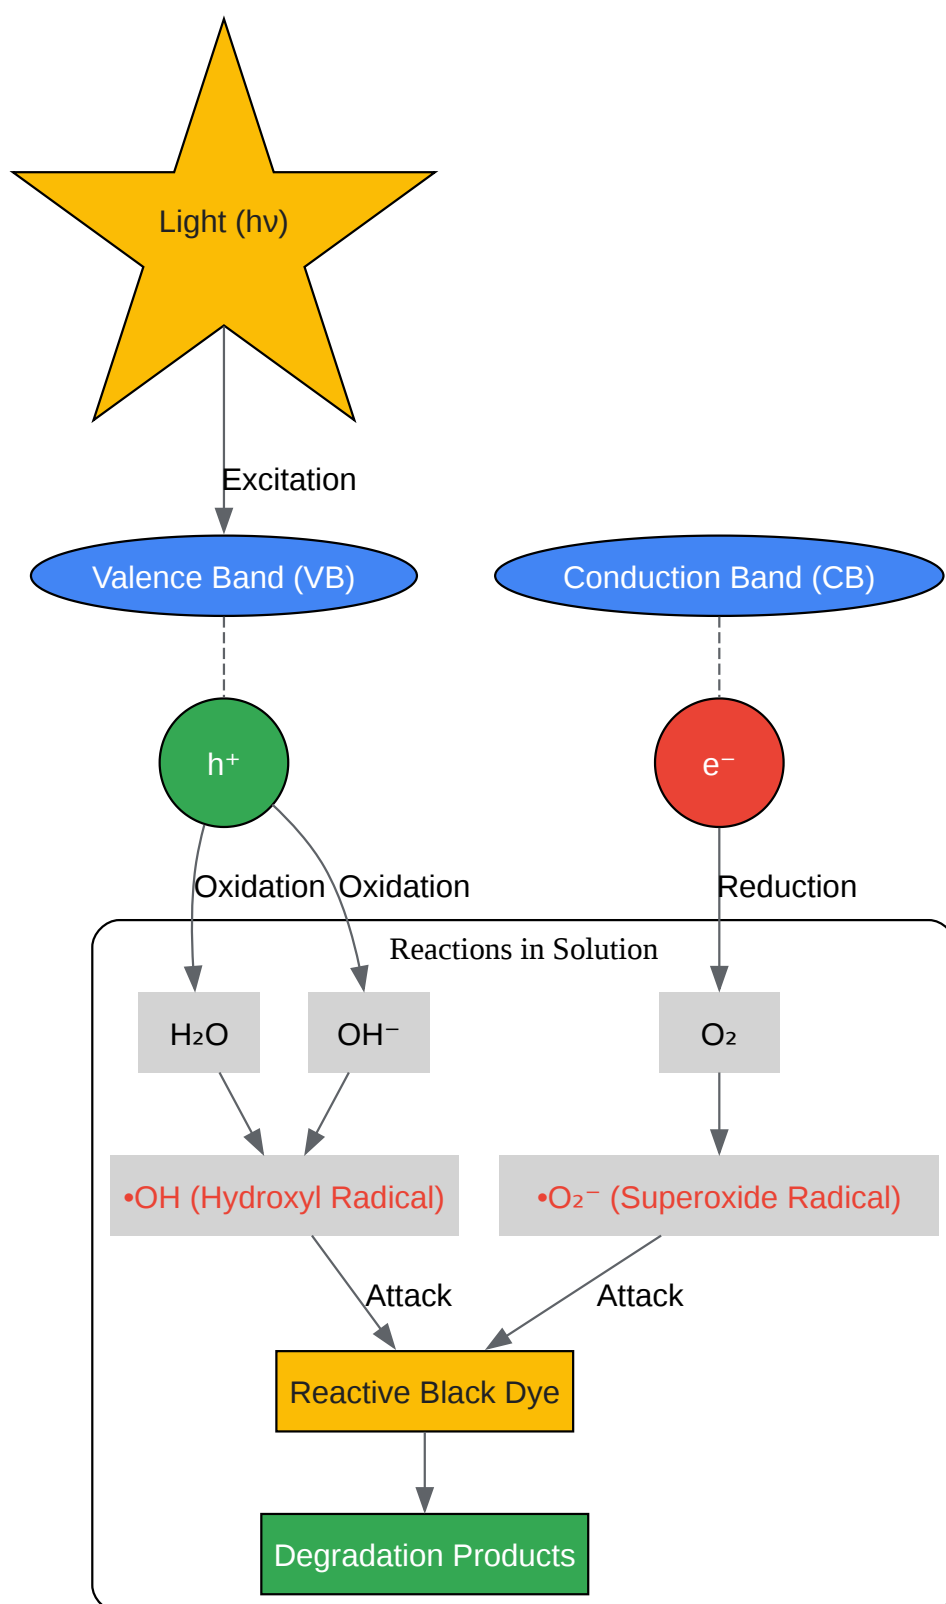 Light (hν)
Excitation
Valence Band (VB)
Conduction Band (CB)
h⁺
e⁻
Oxidation
Oxidation
Reduction
Reactions in Solution
H₂O
OH⁻
O₂
•OH (Hydroxyl Radical)
•O₂⁻ (Superoxide Radical)
Attack
Attack
Reactive Black Dye
Degradation Products